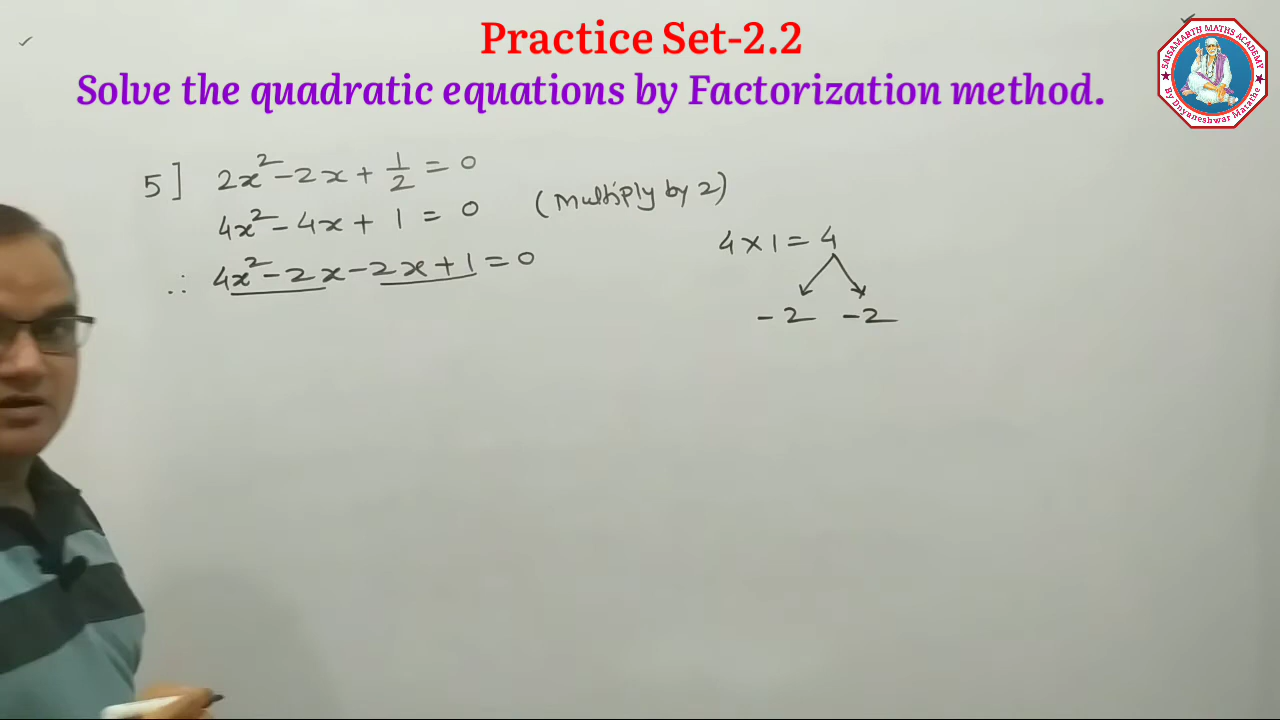 Practice Set-2.2
Solve the quadratic equations by Factorization method.
SAISAMARTH MATHS ACADEMY
By Dnyaneshwar Marathe
5] 2x² - 2x + 1/2 = 0
4x² - 4x + 1 = 0 (Multiply by 2)
∴ 4x² - 2x - 2x + 1 = 0
4 × 1 = 4
-2 -2